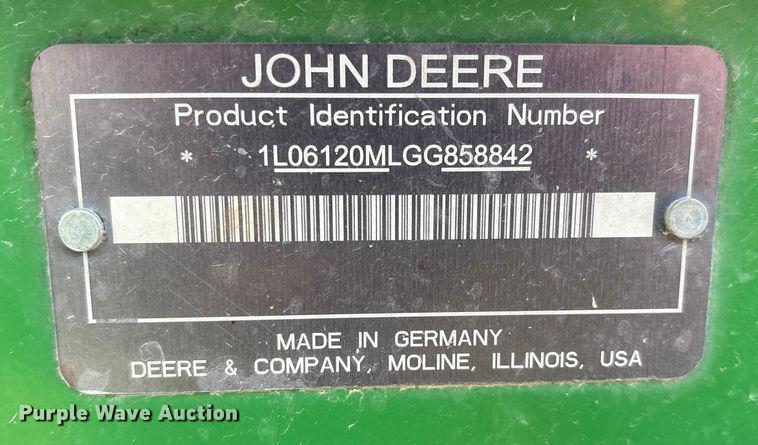 JOHN DEERE
Product Identification Number
* 1L06120MLGG858842 *
MADE IN GERMANY
DEERE & COMPANY, MOLINE, ILLINOIS, USA
Purple Wave Auction